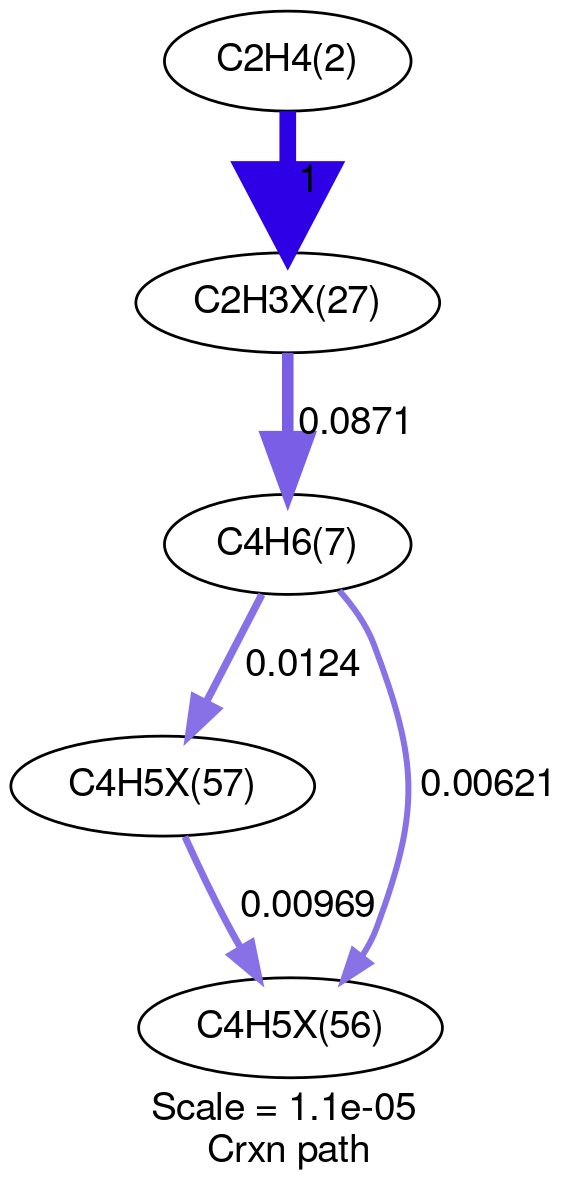 C2H4(2)
1
C2H3X(27)
0.0871
C4H6(7)
0.0124
C4H5X(57)
0.00621
0.00969
C4H5X(56)
Scale = 1.1e-05
Crxn path